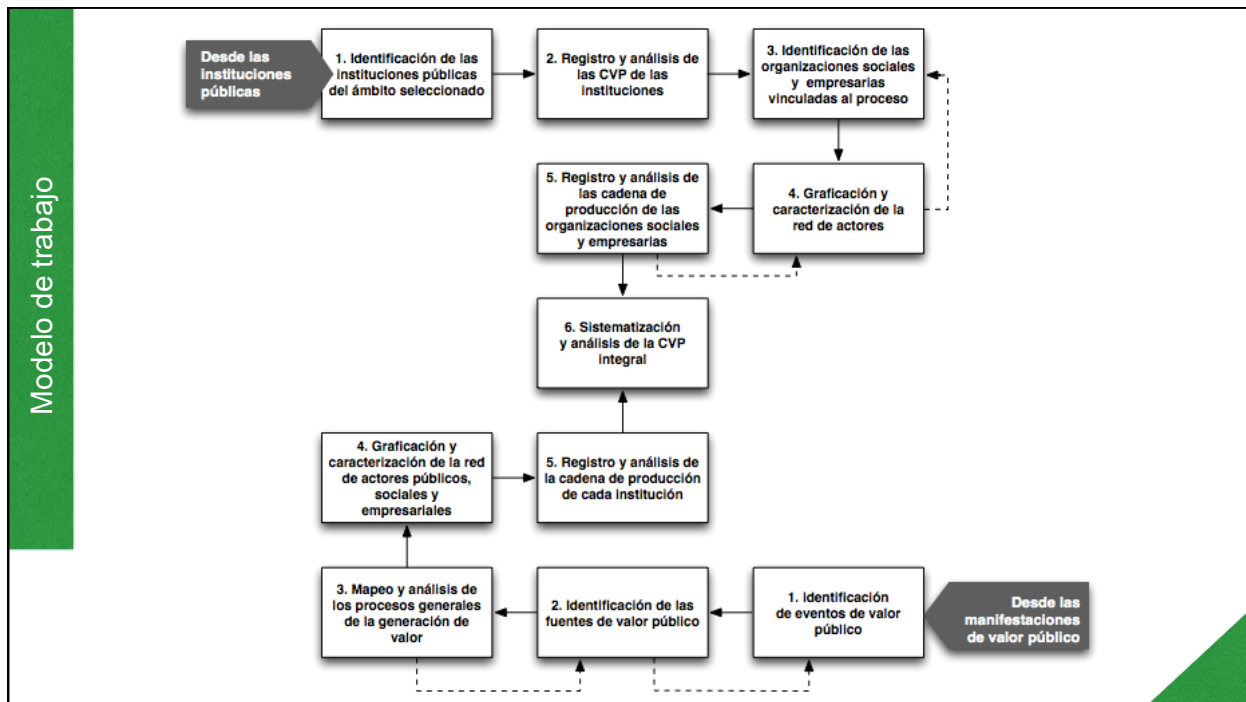 Modelo de trabajo
Desde las
instituciones
públicas
1. Identificación de las
instituciones públicas
del ámbito seleccionado
2. Registro y análisis de
las CVP de las
instituciones
3. Identificación de las
organizaciones sociales
y empresarias
vinculadas al proceso
5. Registro y análisis de
las cadena de
producción de las
organizaciones sociales
y empresarias
4. Graficación y
caracterización de la
red de actores
6. Sistematización
y análisis de la CVP
integral
4. Graficación y
caracterización de la red
de actores públicos,
sociales y
empresariales
5. Registro y análisis de
la cadena de producción
de cada institución
3. Mapeo y análisis de
los procesos generales
de la generación de
valor
2. Identificación de las
fuentes de valor público
1. Identificación
de eventos de valor
público
Desde las
manifestaciones
de valor público